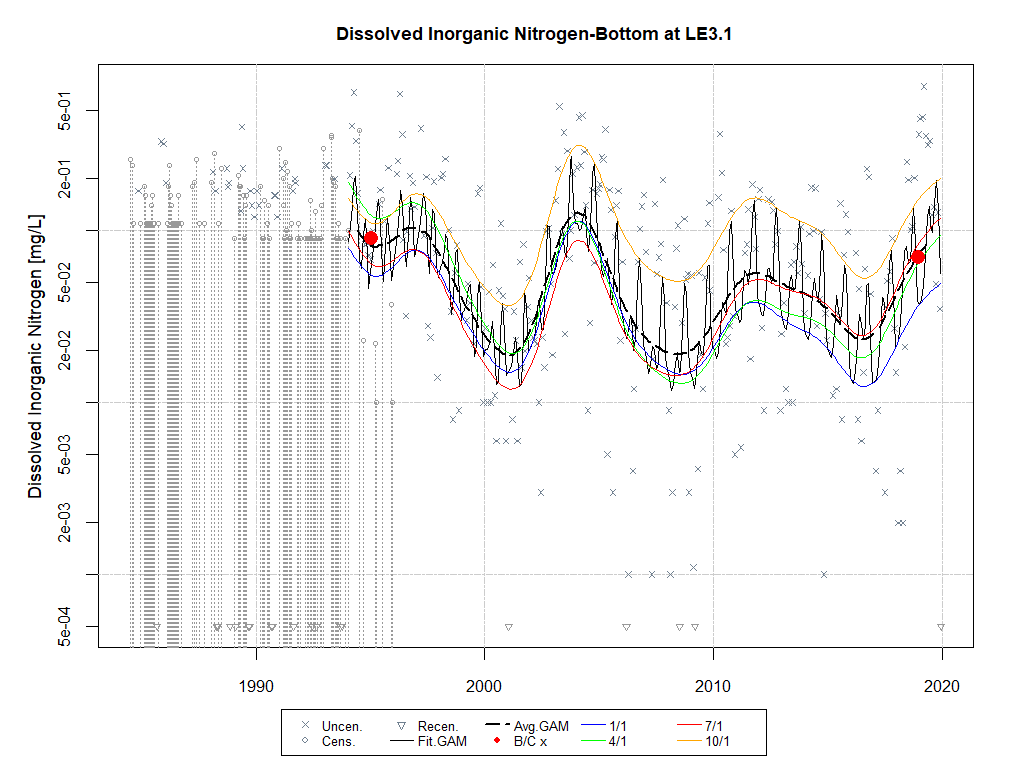 Dissolved Inorganic Nitrogen-Bottom at LE3.1
Dissolved Inorganic Nitrogen [mg/L]
5e-01
2e-01
5e-02
2e-02
5e-03
2e-03
5e-04
1990 2000 2010 2020
Uncen. Recen. Avg.GAM 1/1 7/1
Cens. Fit.GAM B/C x 4/1 10/1